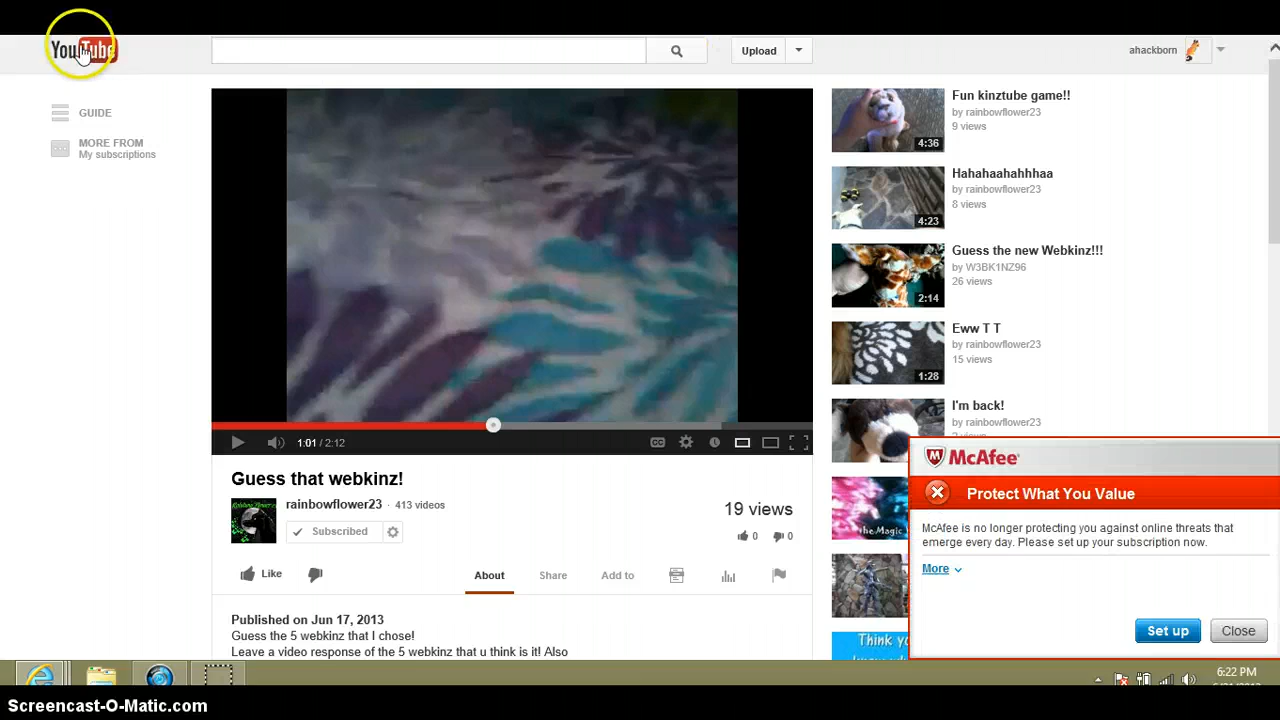 YouTube
Upload
ahackborn
GUIDE
MORE FROM
My subscriptions
Fun kinztube game!!
by rainbowflower23
9 views
4:36
Hahahaahahhhaa
by rainbowflower23
8 views
4:23
Guess the new Webkinz!!!
by W3BK1NZ96
26 views
2:14
Eww T T
by rainbowflower23
15 views
1:28
I'm back!
by rainbowflower23
1:01 / 2:12
CC
Guess that webkinz!
rainbowflower23 · 413 videos
Subscribed
19 views
0 0
Like
About
Share
Add to
Published on Jun 17, 2013
Guess the 5 webkinz that I chose!
Leave a video response of the 5 webkinz that u think is it! Also
the Magic
Think
McAfee
Protect What You Value
McAfee is no longer protecting you against online threats that
emerge every day. Please set up your subscription now.
More
Set up
Close
6:22 PM
Screencast-O-Matic.com